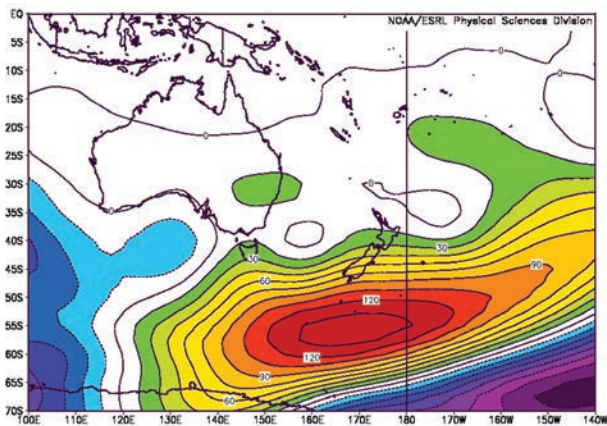 NOAA/ESRL Physical Sciences Division
EQ
5S
10S
15S
20S
25S
30S
35S
40S
45S
50S
55S
60S
65S
70S
0
0
0
0
0
30
30
60
90
120
120
90
60
100E 110E 120E 130E 140E 150E 160E 170E 180 170W 160W 150W 140W